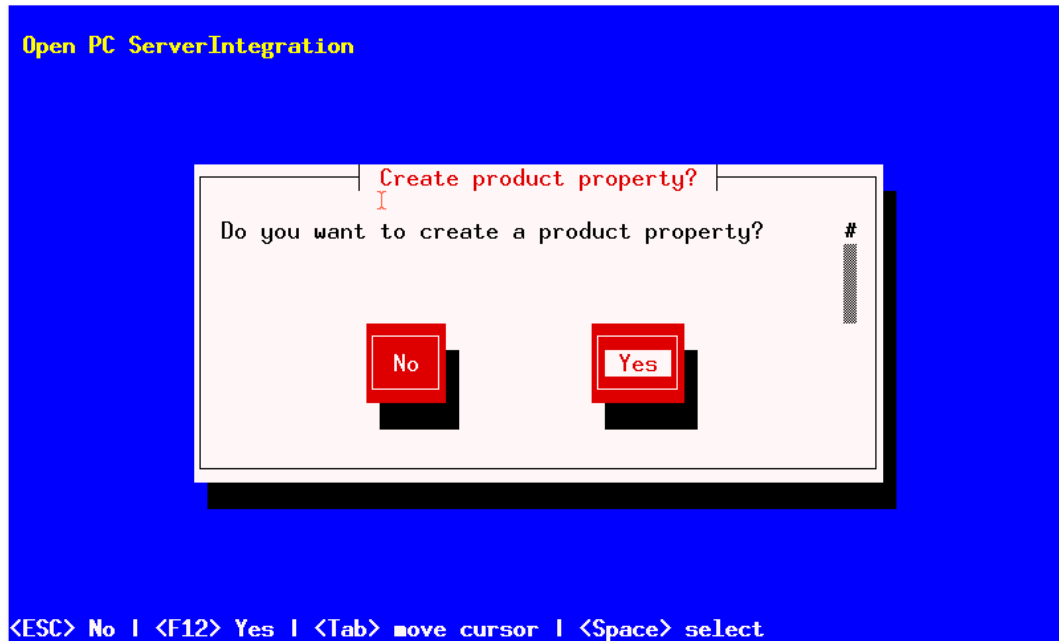 Open PC ServerIntegration
Create product property?
Do you want to create a product property? #
No Yes
<ESC> No | <F12> Yes | <Tab> move cursor | <Space> select